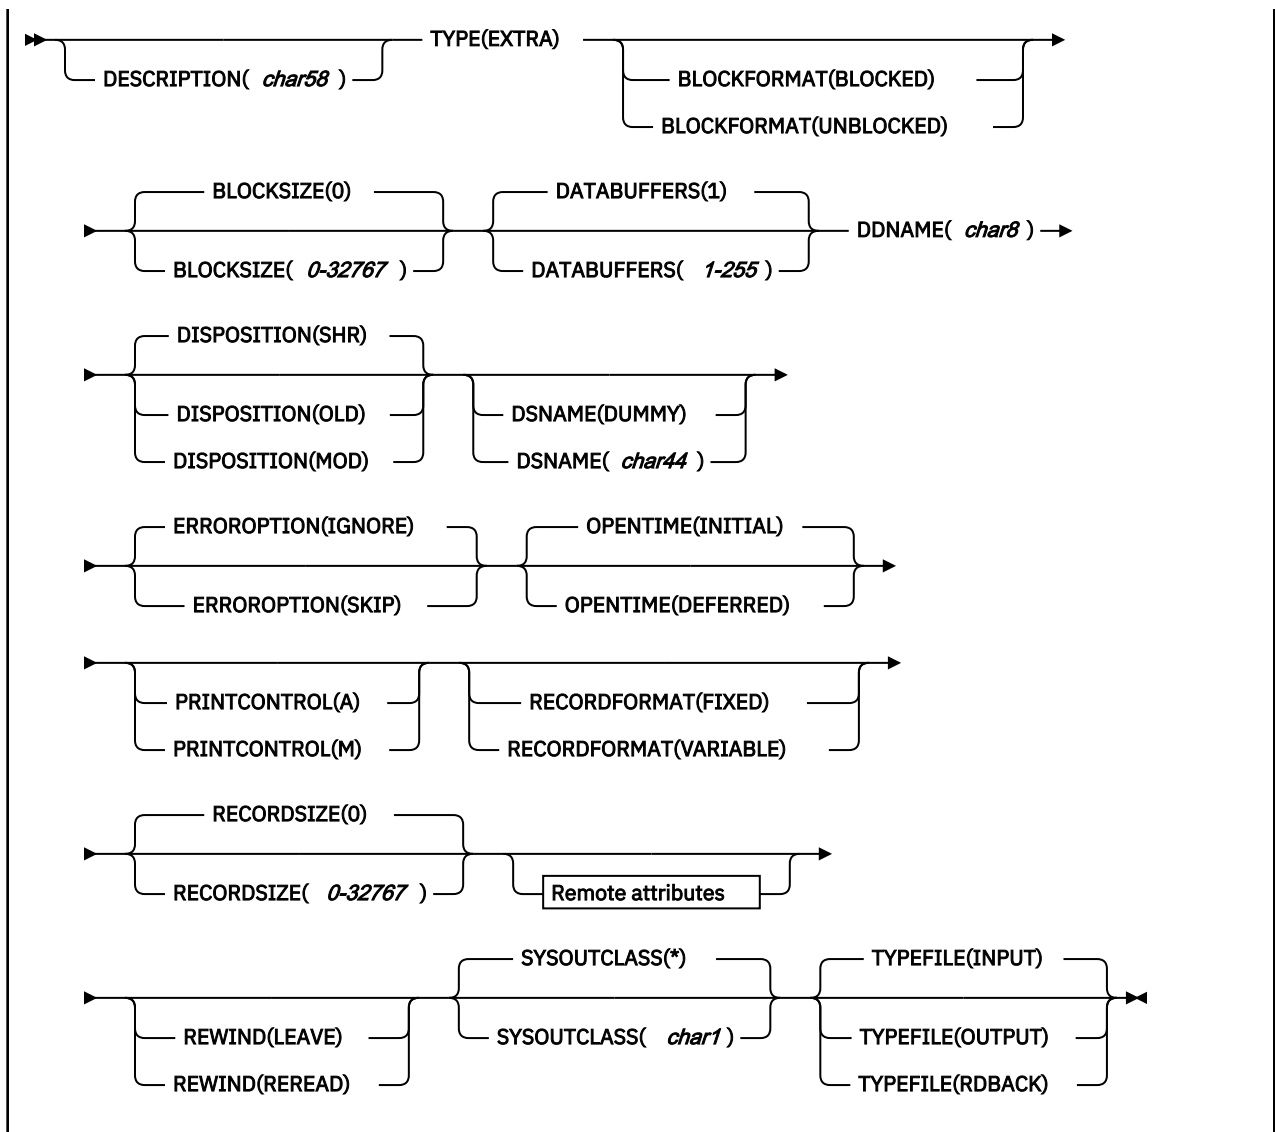 TYPE(EXTRA)
DESCRIPTION( char58 )
BLOCKFORMAT(BLOCKED)
BLOCKFORMAT(UNBLOCKED)
BLOCKSIZE(0)
BLOCKSIZE( 0-32767 )
DATABUFFERS(1)
DATABUFFERS( 1-255 )
DDNAME( char8 )
DISPOSITION(SHR)
DISPOSITION(OLD)
DISPOSITION(MOD)
DSNAME(DUMMY)
DSNAME( char44 )
ERROROPTION(IGNORE)
ERROROPTION(SKIP)
OPENTIME(INITIAL)
OPENTIME(DEFERRED)
PRINTCONTROL(A)
PRINTCONTROL(M)
RECORDFORMAT(FIXED)
RECORDFORMAT(VARIABLE)
RECORDSIZE(0)
RECORDSIZE( 0-32767 )
Remote attributes
REWIND(LEAVE)
REWIND(REREAD)
SYSOUTCLASS(*)
SYSOUTCLASS( char1 )
TYPEFILE(INPUT)
TYPEFILE(OUTPUT)
TYPEFILE(RDBACK)